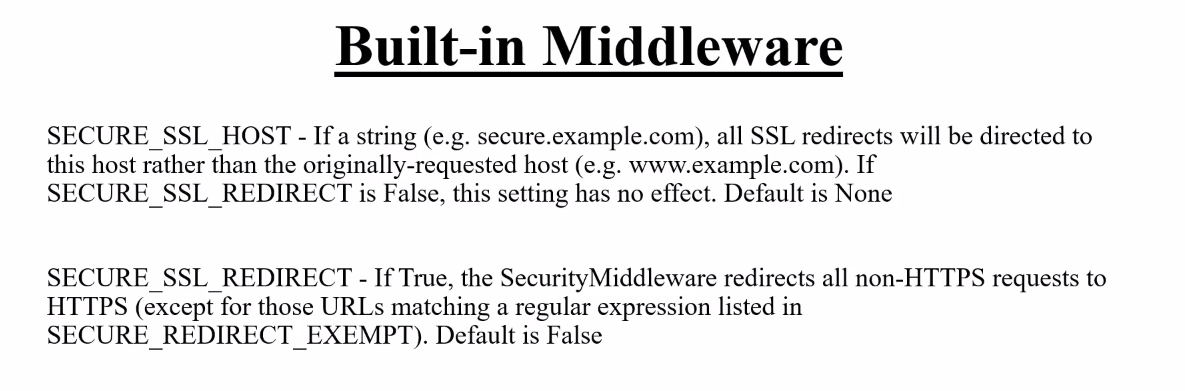 Built-in Middleware
SECURE_SSL_HOST - If a string (e.g. secure.example.com), all SSL redirects will be directed to
this host rather than the originally-requested host (e.g. www.example.com). If
SECURE_SSL_REDIRECT is False, this setting has no effect. Default is None
SECURE_SSL_REDIRECT - If True, the SecurityMiddleware redirects all non-HTTPS requests to
HTTPS (except for those URLs matching a regular expression listed in
SECURE_REDIRECT_EXEMPT). Default is False